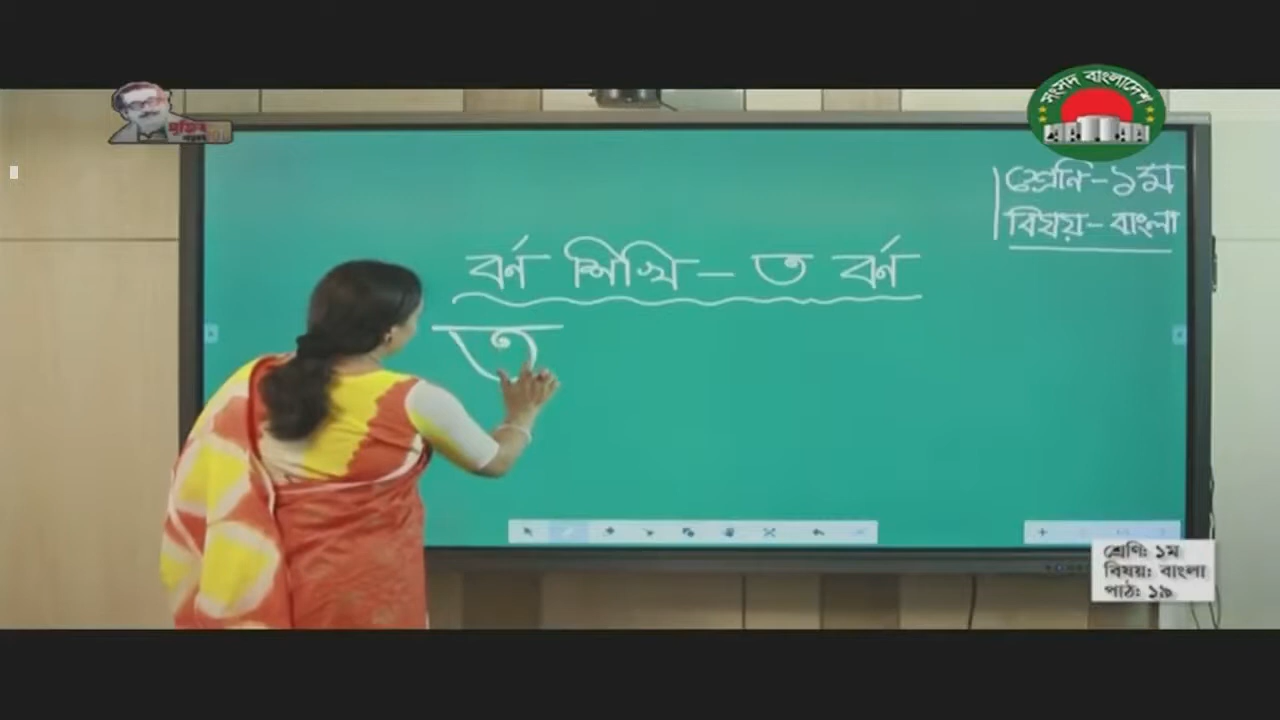 সংসদ বাংলাদেশ
শ্রেণি-১ম
বিষয়-বাংলা
বর্ণ শিখি - ত বর্ণ
ত
শ্রেণি: ১ম
বিষয়: বাংলা
পাঠ: ১৯